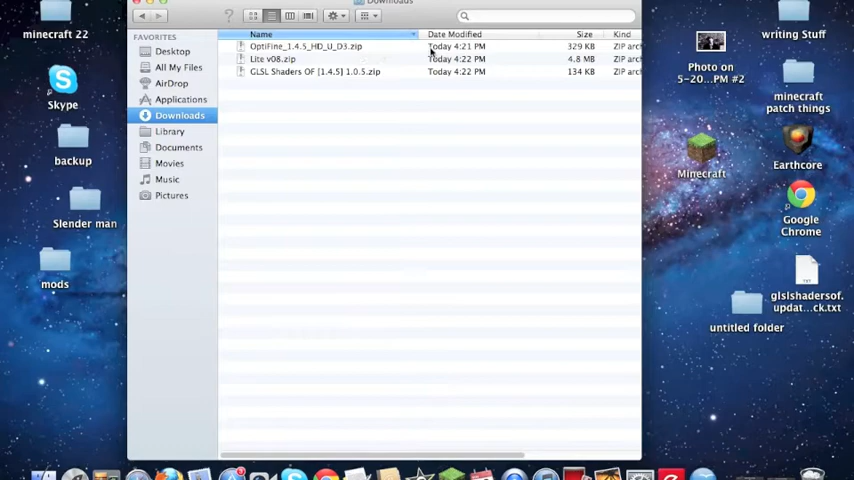 Downloads
Name
Date Modified
Size
Kind
OptiFine_1.4.5_HD_U_D3.zip
Today 4:21 PM
329 KB
ZIP arch
Lite v08.zip
Today 4:22 PM
4.8 MB
ZIP arch
GLSL Shaders OF [1.4.5] 1.0.5.zip
Today 4:22 PM
134 KB
ZIP arch
FAVORITES
Desktop
All My Files
AirDrop
Applications
Downloads
Library
Documents
Movies
Music
Pictures
minecraft 22
Skype
backup
Slender man
mods
writing Stuff
Photo on
5-20...PM #2
minecraft
patch things
Minecraft
Earthcore
Google
Chrome
TXT
glslshadersof.
updat...ck.txt
untitled folder